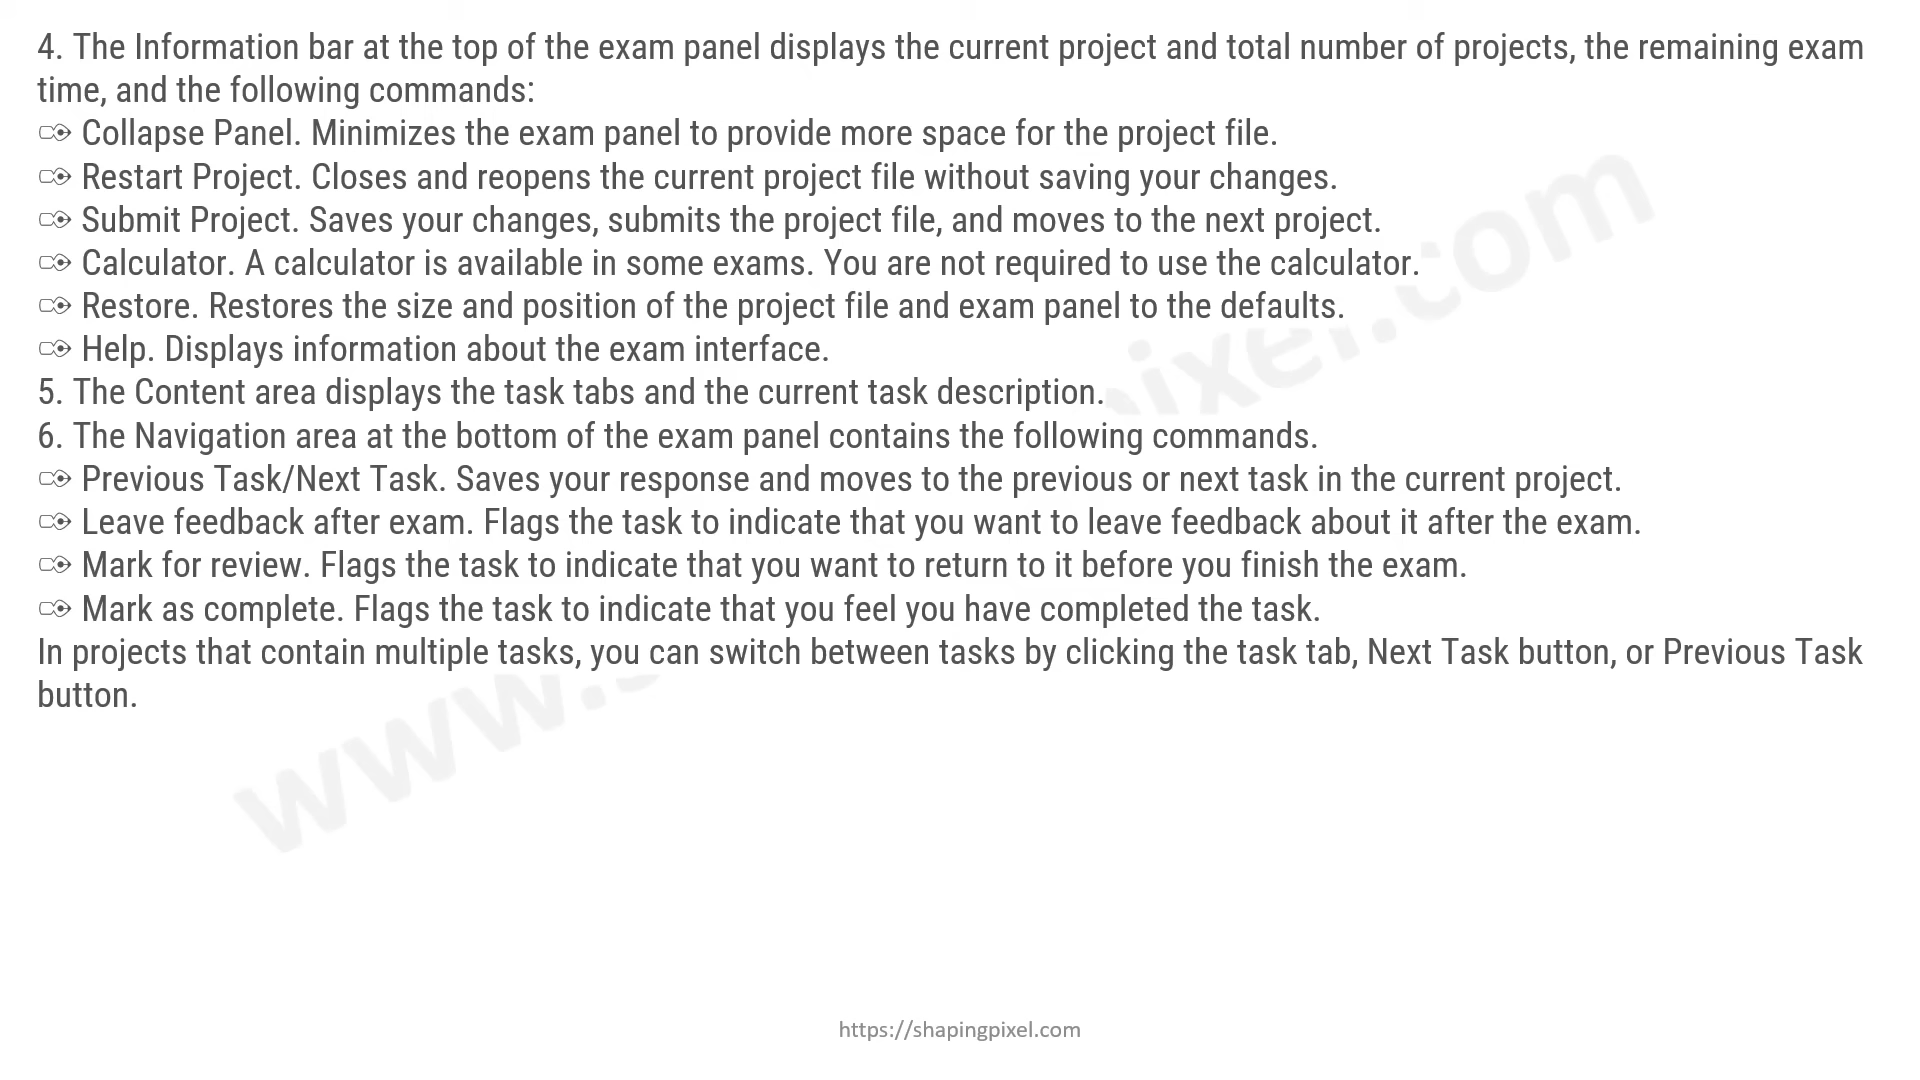 4. The Information bar at the top of the exam panel displays the current project and total number of projects, the remaining exam
time, and the following commands:
Collapse Panel. Minimizes the exam panel to provide more space for the project file.
Restart Project. Closes and reopens the current project file without saving your changes.
Submit Project. Saves your changes, submits the project file, and moves to the next project.
Calculator. A calculator is available in some exams. You are not required to use the calculator.
Restore. Restores the size and position of the project file and exam panel to the defaults.
Help. Displays information about the exam interface.
5. The Content area displays the task tabs and the current task description.
6. The Navigation area at the bottom of the exam panel contains the following commands.
Previous Task/Next Task. Saves your response and moves to the previous or next task in the current project.
Leave feedback after exam. Flags the task to indicate that you want to leave feedback about it after the exam.
Mark for review. Flags the task to indicate that you want to return to it before you finish the exam.
Mark as complete. Flags the task to indicate that you feel you have completed the task.
In projects that contain multiple tasks, you can switch between tasks by clicking the task tab, Next Task button, or Previous Task
button.
https://shapingpixel.com